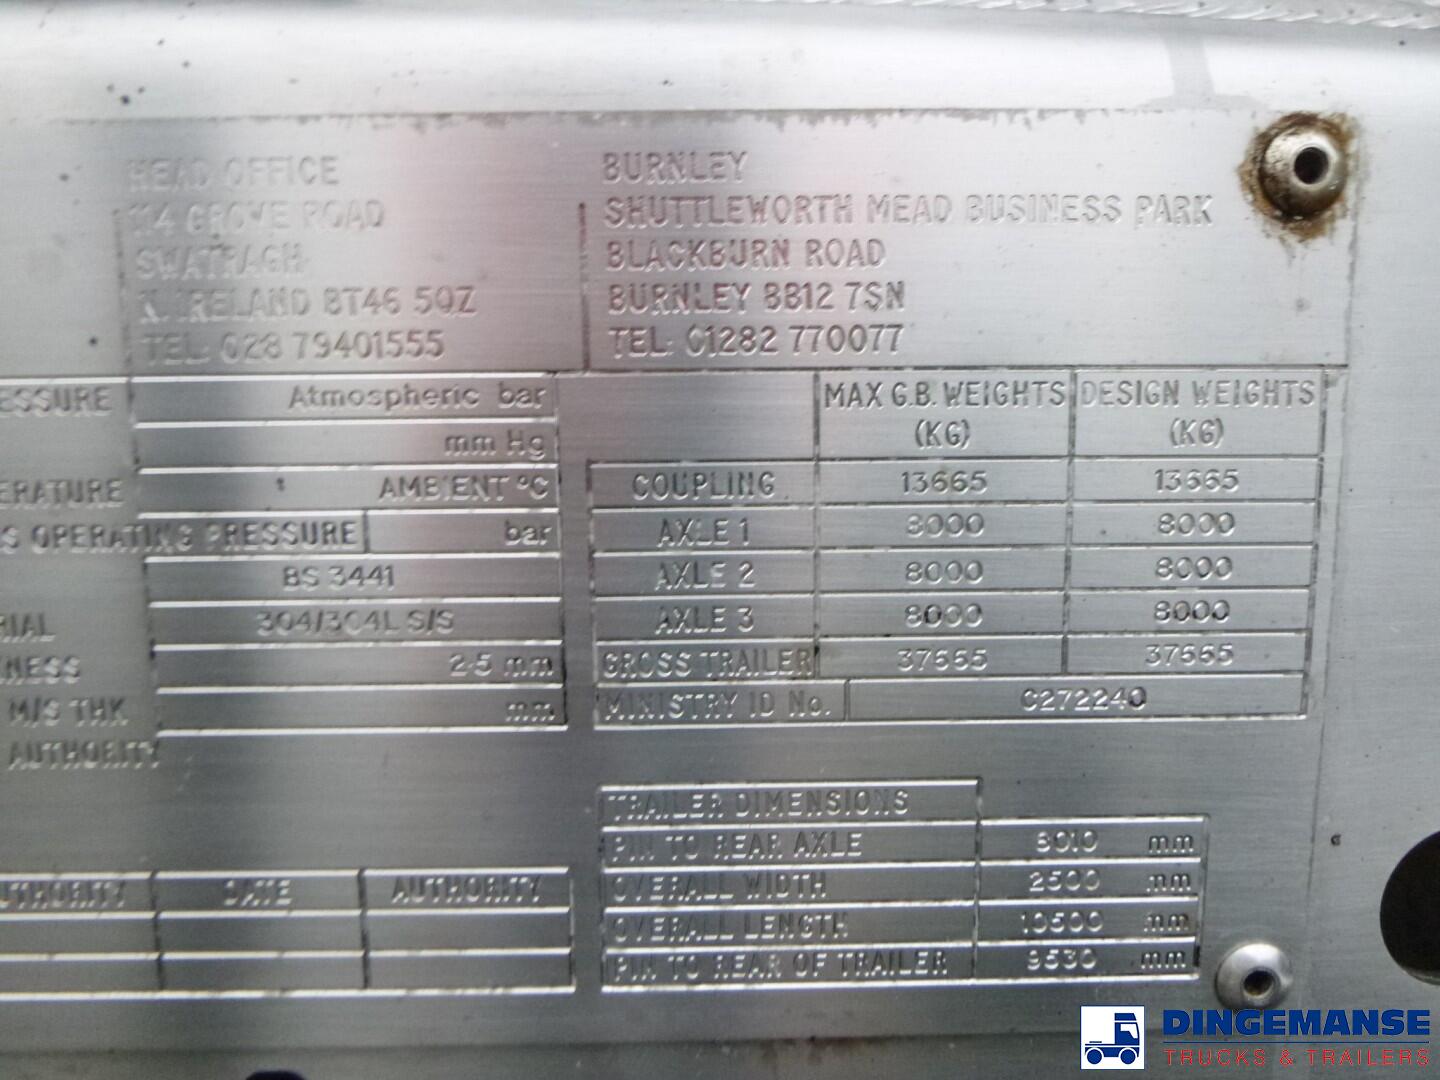 HEAD OFFICE
114 GROVE ROAD
SWATRAGH
N. IRELAND BT46 5QZ
TEL: 028 79401555
BURNLEY
SHUTTLEWORTH MEAD BUSINESS PARK
BLACKBURN ROAD
BURNLEY BB12 7SN
TEL: 01282 770077
ESSURE Atmospheric bar
mm Hg
ERATURE AMBIENT °C
S OPERATING PRESSURE bar
BS 3441
RIAL 304/304L S/S
KNESS 2.5 mm
M/S THK mm
AUTHORITY
MAX G.B. WEIGHTS (KG) DESIGN WEIGHTS (KG)
COUPLING 13665 13665
AXLE 1 8000 8000
AXLE 2 8000 8000
AXLE 3 8000 8000
GROSS TRAILER 37665 37665
MINISTRY ID No. C272240
TRAILER DIMENSIONS
PIN TO REAR AXLE 8010 mm
OVERALL WIDTH 2500 mm
OVERALL LENGTH 10500 mm
PIN TO REAR OF TRAILER 9530 mm
UTHORITY DATE AUTHORITY
DINGEMANSE
TRUCKS & TRAILERS